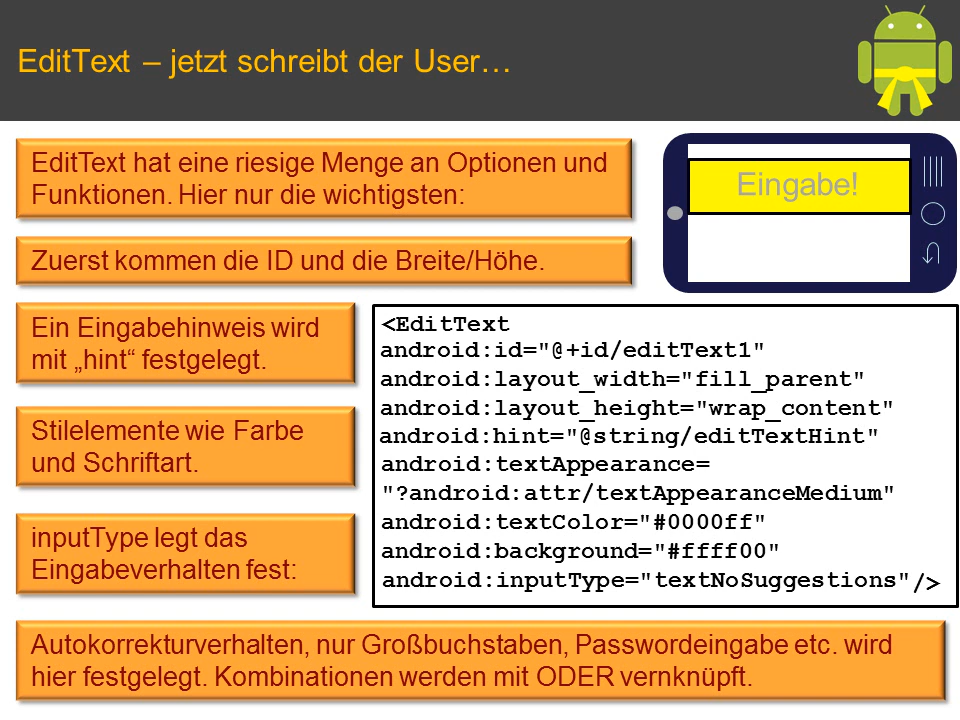 EditText – jetzt schreibt der User…
EditText hat eine riesige Menge an Optionen und
Funktionen. Hier nur die wichtigsten:
Eingabe!
Zuerst kommen die ID und die Breite/Höhe.
Ein Eingabehinweis wird
mit „hint“ festgelegt.
Stilelemente wie Farbe
und Schriftart.
inputType legt das
Eingabeverhalten fest:
<EditText
android:id="@+id/editText1"
android:layout_width="fill_parent"
android:layout_height="wrap_content"
android:hint="@string/editTextHint"
android:textAppearance=
"?android:attr/textAppearanceMedium"
android:textColor="#0000ff"
android:background="#ffff00"
android:inputType="textNoSuggestions"/>
Autokorrekturverhalten, nur Großbuchstaben, Passwordeingabe etc. wird
hier festgelegt. Kombinationen werden mit ODER vernknüpft.